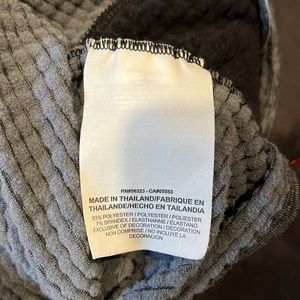 RN#56323 - CA#05553
MADE IN THAILAND/FABRIQUE EN
THAILANDE/HECHO EN TAILANDIA
93% POLYESTER / POLYESTER / POLIESTER
7% SPANDEX / ELASTHANNE / ELASTANO
EXCLUSIVE OF DECORATION / DECORATION
NON COMPRISE / NO INCLUYE LA
DECORACION